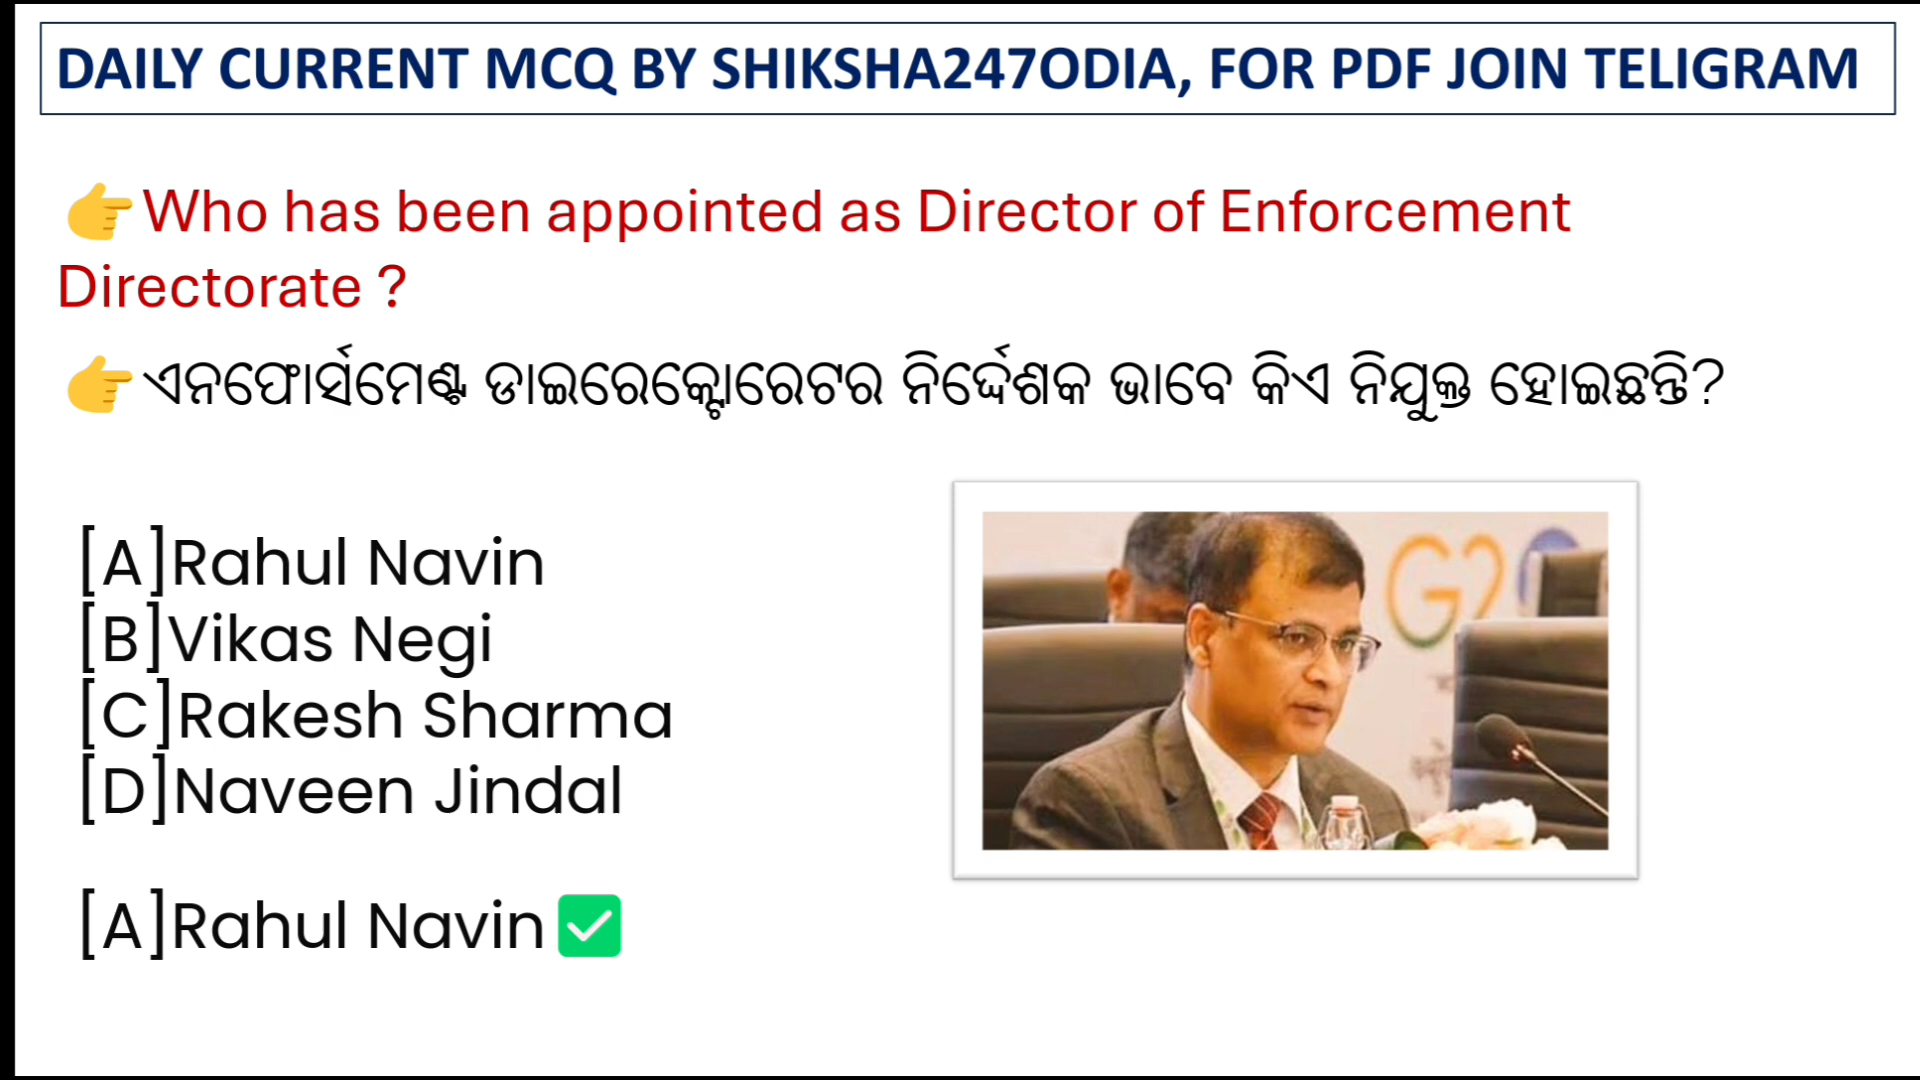 DAILY CURRENT MCQ BY SHIKSHA247ODIA, FOR PDF JOIN TELIGRAM
👉Who has been appointed as Director of Enforcement
Directorate ?
👉ଏନଫୋର୍ସମେଣ୍ଟ ଡାଇରେକ୍ଟୋରେଟର ନିର୍ଦ୍ଦେଶକ ଭାବେ କିଏ ନିଯୁକ୍ତ ହୋଇଛନ୍ତି?
[A]Rahul Navin
[B]Vikas Negi
[C]Rakesh Sharma
[D]Naveen Jindal
G20
[A]Rahul Navin ✅